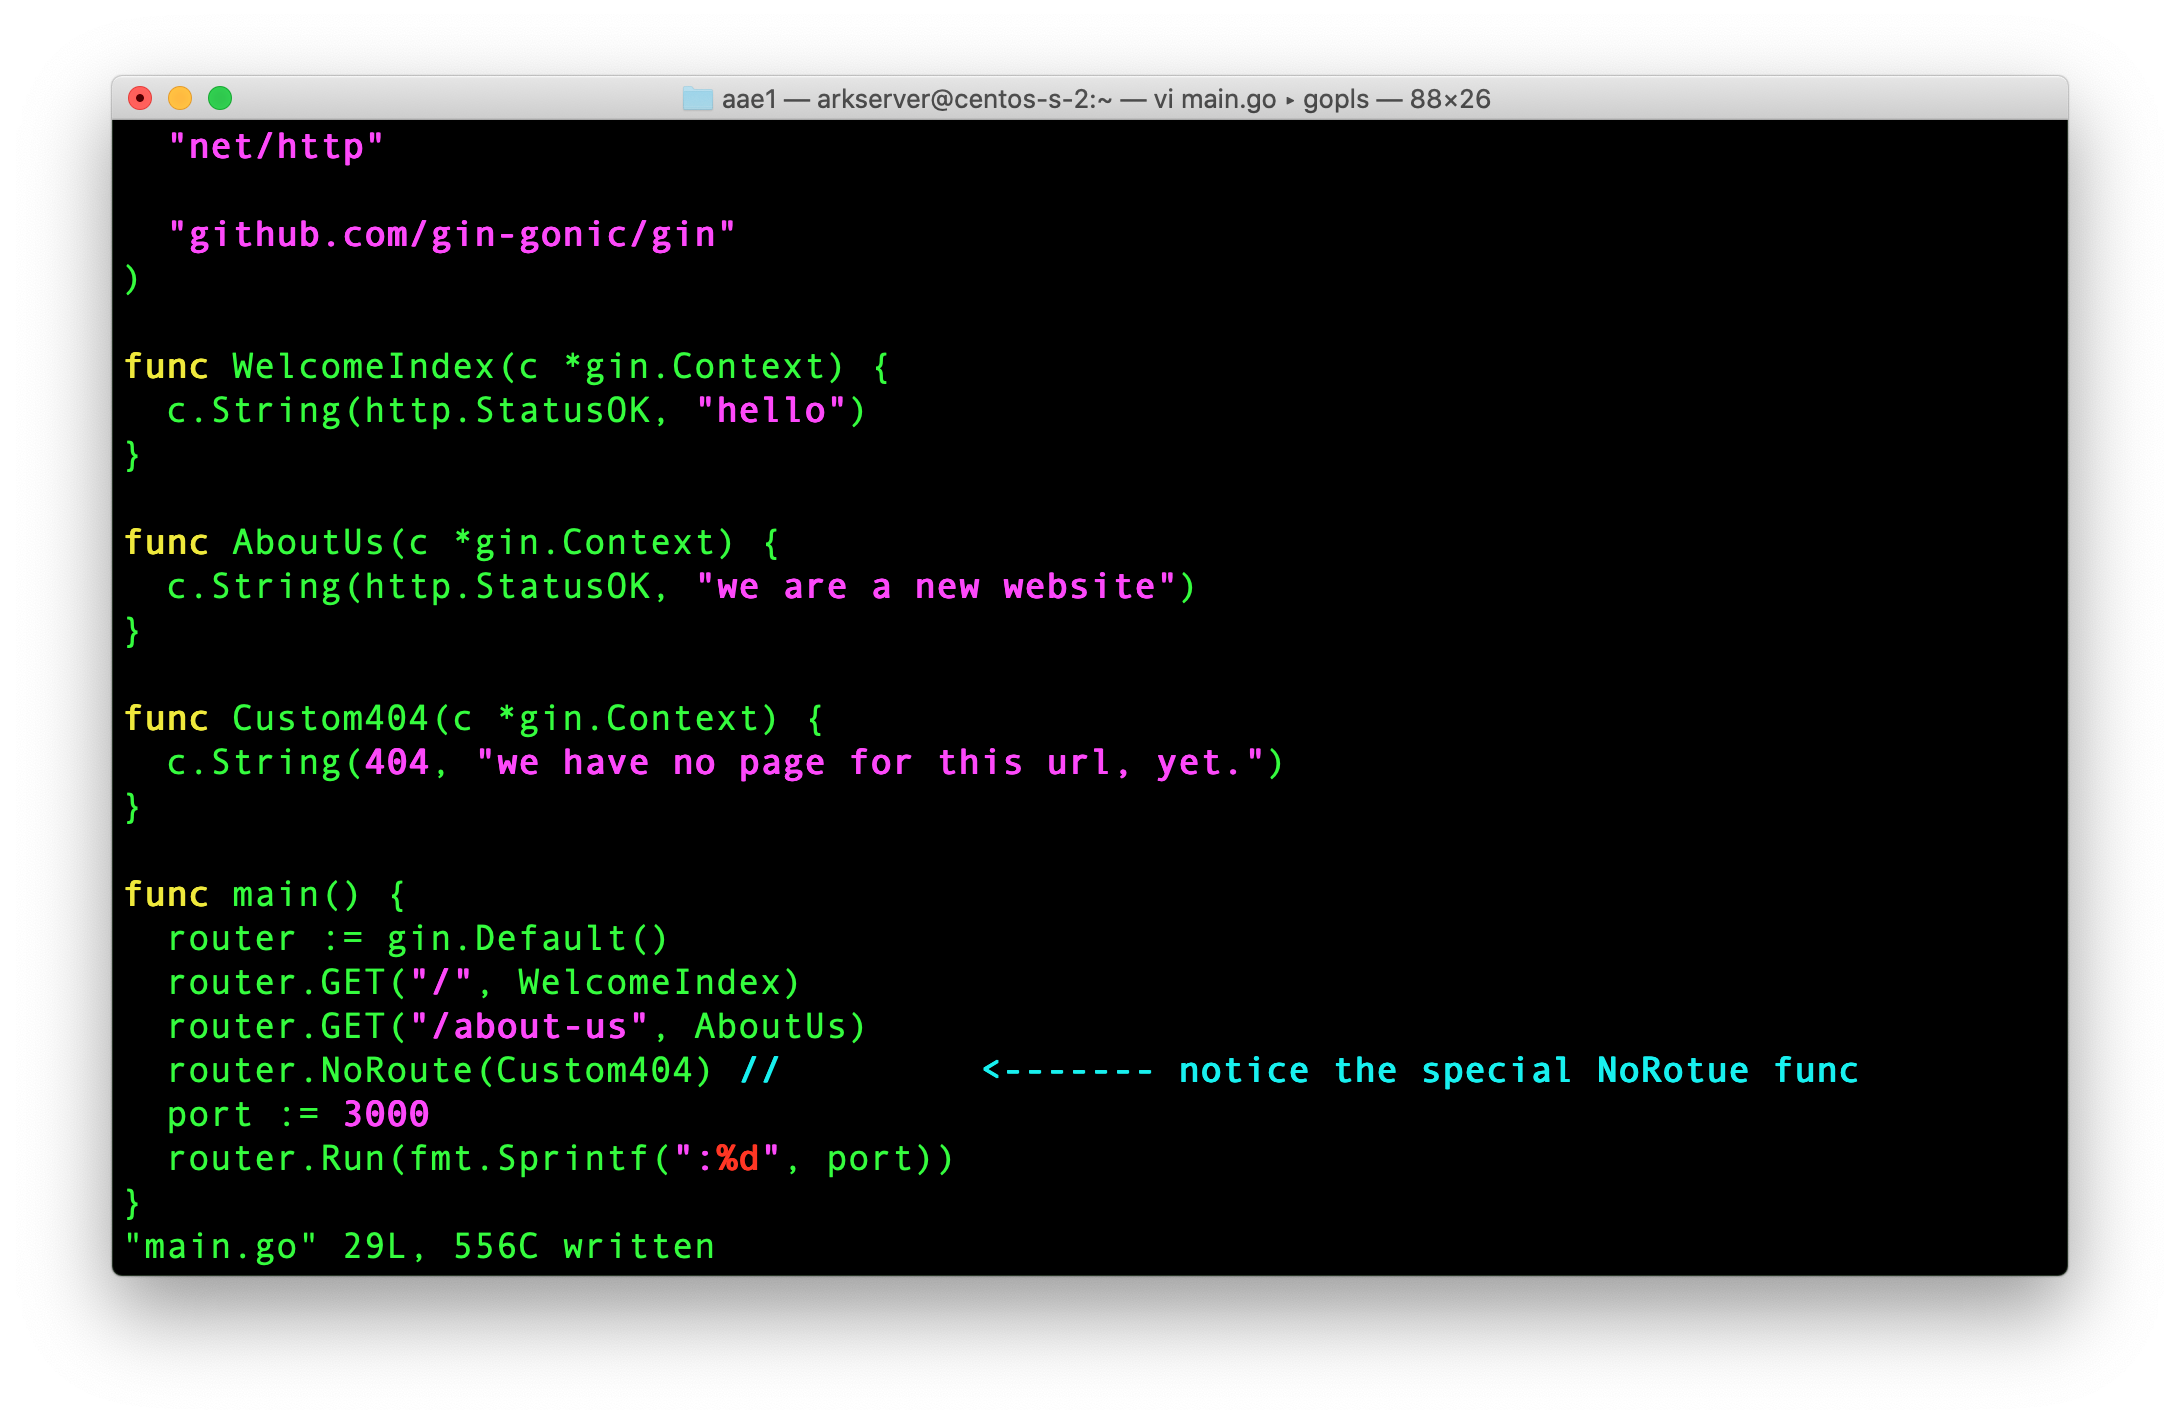 aae1 — arkserver@centos-s-2:~ — vi main.go ▸ gopls — 88×26
"net/http"
"github.com/gin-gonic/gin"
)
func WelcomeIndex(c *gin.Context) {
  c.String(http.StatusOK, "hello")
}
func AboutUs(c *gin.Context) {
  c.String(http.StatusOK, "we are a new website")
}
func Custom404(c *gin.Context) {
  c.String(404, "we have no page for this url, yet.")
}
func main() {
  router := gin.Default()
  router.GET("/", WelcomeIndex)
  router.GET("/about-us", AboutUs)
  router.NoRoute(Custom404) //         <------- notice the special NoRotue func
  port := 3000
  router.Run(fmt.Sprintf(":%d", port))
}
"main.go" 29L, 556C written